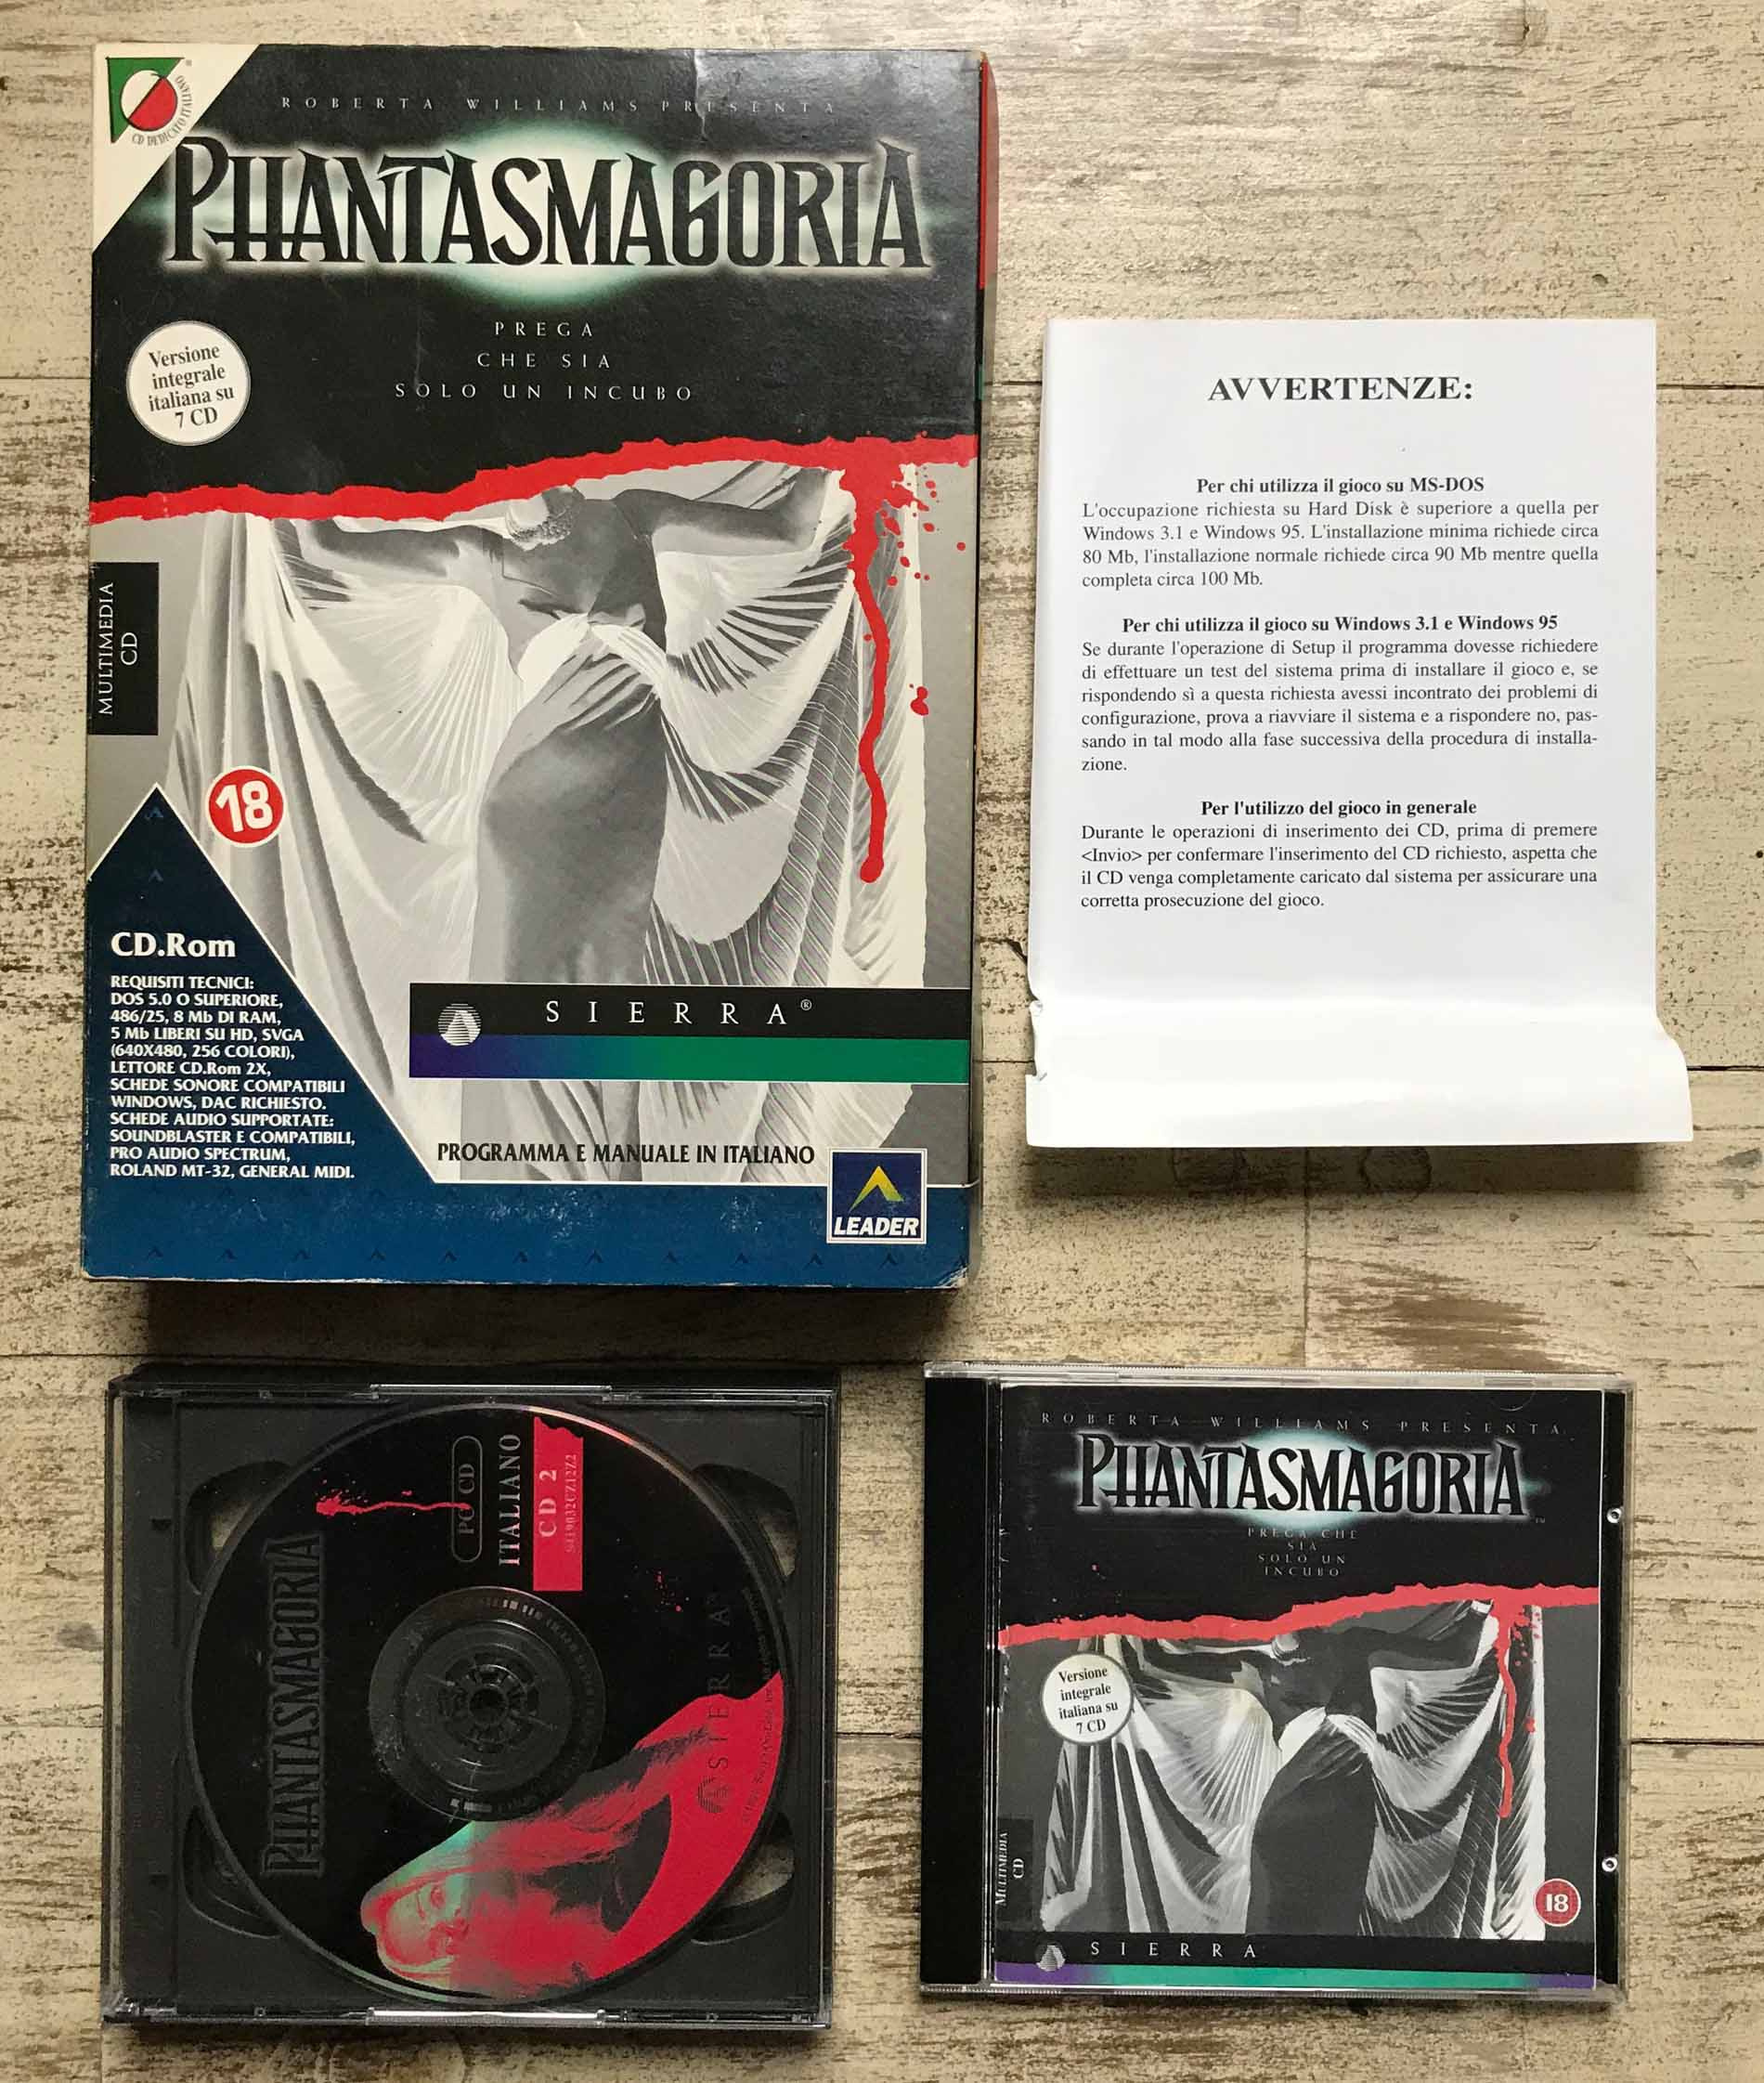 CD DEDICATO ITALIANO
ROBERTA WILLIAMS PRESENTA
PHANTASMAGORIA
PREGA
CHE SIA
SOLO UN INCUBO
Versione
integrale
italiana su
7 CD
MULTIMEDIA
CD
18
CD.Rom
REQUISITI TECNICI:
DOS 5.0 O SUPERIORE,
486/25, 8 Mb DI RAM,
5 Mb LIBERI SU HD, SVGA
(640X480, 256 COLORI),
LETTORE CD.Rom 2X,
SCHEDE SONORE COMPATIBILI
WINDOWS, DAC RICHIESTO.
SCHEDE AUDIO SUPPORTATE:
SOUNDBLASTER E COMPATIBILI,
PRO AUDIO SPECTRUM,
ROLAND MT-32, GENERAL MIDI.
SIERRA®
PROGRAMMA E MANUALE IN ITALIANO
LEADER
AVVERTENZE:
Per chi utilizza il gioco su MS-DOS
L'occupazione richiesta su Hard Disk è superiore a quella per
Windows 3.1 e Windows 95. L'installazione minima richiede circa
80 Mb, l'installazione normale richiede circa 90 Mb mentre quella
completa circa 100 Mb.
Per chi utilizza il gioco su Windows 3.1 e Windows 95
Se durante l'operazione di Setup il programma dovesse richiedere
di effettuare un test del sistema prima di installare il gioco e, se
rispondendo sì a questa richiesta avessi incontrato dei problemi di
configurazione, prova a riavviare il sistema e a rispondere no, pas-
sando in tal modo alla fase successiva della procedura di installa-
zione.
Per l'utilizzo del gioco in generale
Durante le operazioni di inserimento dei CD, prima di premere
<Invio> per confermare l'inserimento del CD richiesto, aspetta che
il CD venga completamente caricato dal sistema per assicurare una
corretta prosecuzione del gioco.
PHANTASMAGORIA
PC CD
ITALIANO
CD 2
SIERRA
ROBERTA WILLIAMS PRESENTA
PHANTASMAGORIA™
PREGA CHE
SIA
SOLO UN
INCUBO
Versione
integrale
italiana su
7 CD
MULTIMEDIA
CD
18
SIERRA